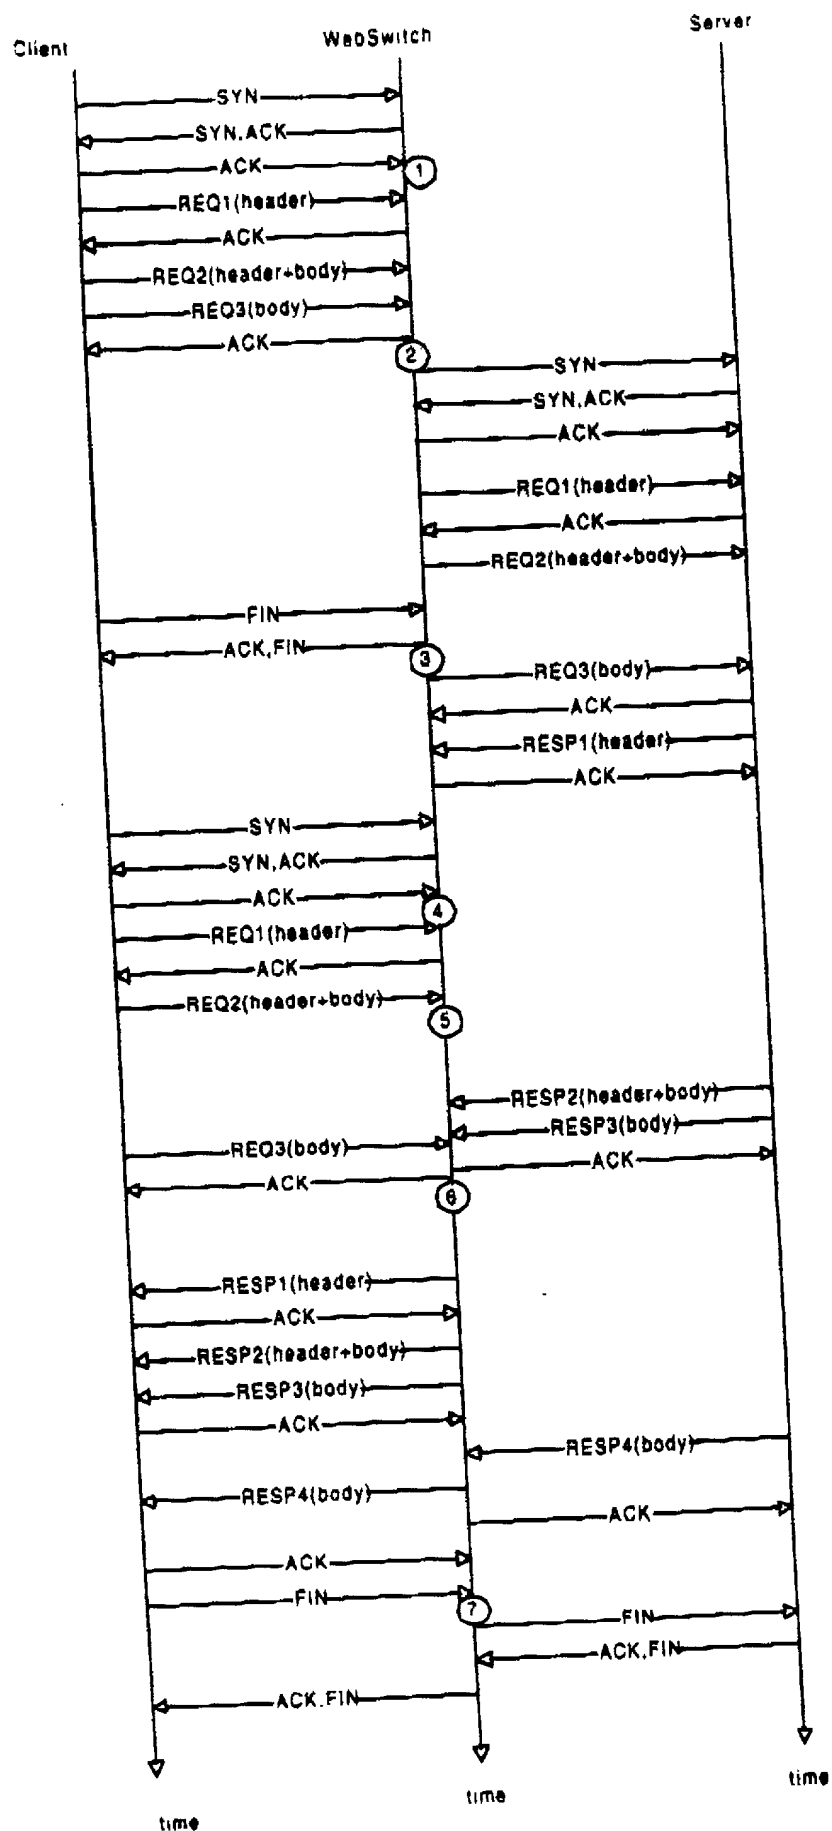 Client
WebSwitch
Server
SYN
SYN,ACK
ACK
1
REQ1(header)
ACK
REQ2(header+body)
REQ3(body)
ACK
2
SYN
SYN,ACK
ACK
REQ1(header)
ACK
REQ2(header+body)
FIN
ACK,FIN
3
REQ3(body)
ACK
RESP1(header)
ACK
SYN
SYN,ACK
ACK
4
REQ1(header)
ACK
REQ2(header+body)
5
RESP2(header+body)
RESP3(body)
REQ3(body)
ACK
ACK
6
RESP1(header)
ACK
RESP2(header+body)
RESP3(body)
ACK
RESP4(body)
RESP4(body)
ACK
ACK
FIN
7
FIN
ACK,FIN
ACK,FIN
time
time
time